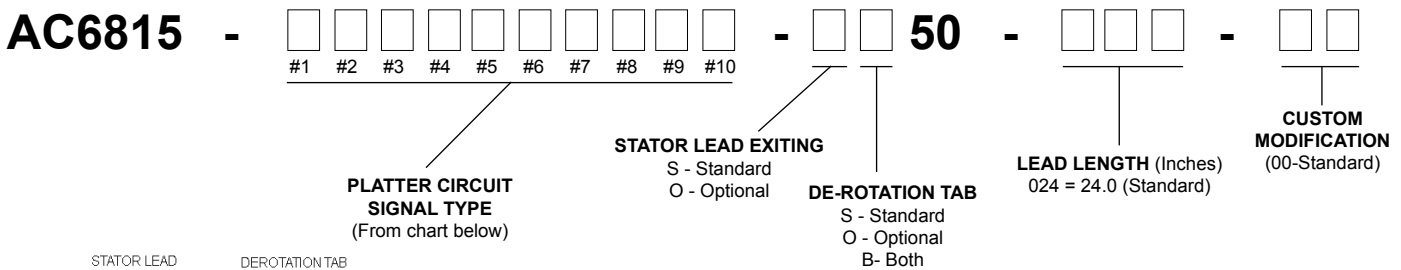 AC6815 - - 50 - -
#1 #2 #3 #4 #5 #6 #7 #8 #9 #10
PLATTER CIRCUIT
SIGNAL TYPE
(From chart below)
STATOR LEAD EXITING
S - Standard
O - Optional
DE-ROTATION TAB
S - Standard
O - Optional
B- Both
LEAD LENGTH (Inches)
024 = 24.0 (Standard)
CUSTOM
MODIFICATION
(00-Standard)
STATOR LEAD
DEROTATION TAB